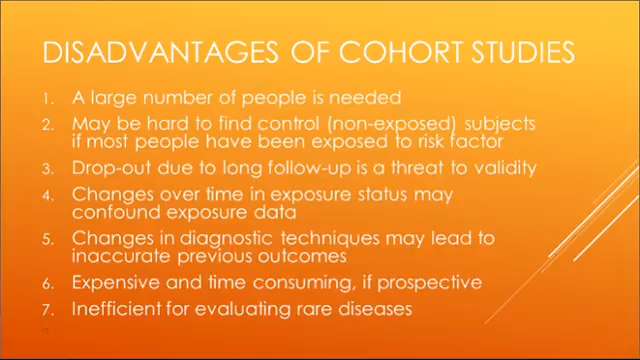 DISADVANTAGES OF COHORT STUDIES
1. A large number of people is needed
2. May be hard to find control (non-exposed) subjects
if most people have been exposed to risk factor
3. Drop-out due to long follow-up is a threat to validity
4. Changes over time in exposure status may
confound exposure data
5. Changes in diagnostic techniques may lead to
inaccurate previous outcomes
6. Expensive and time consuming, if prospective
7. Inefficient for evaluating rare diseases